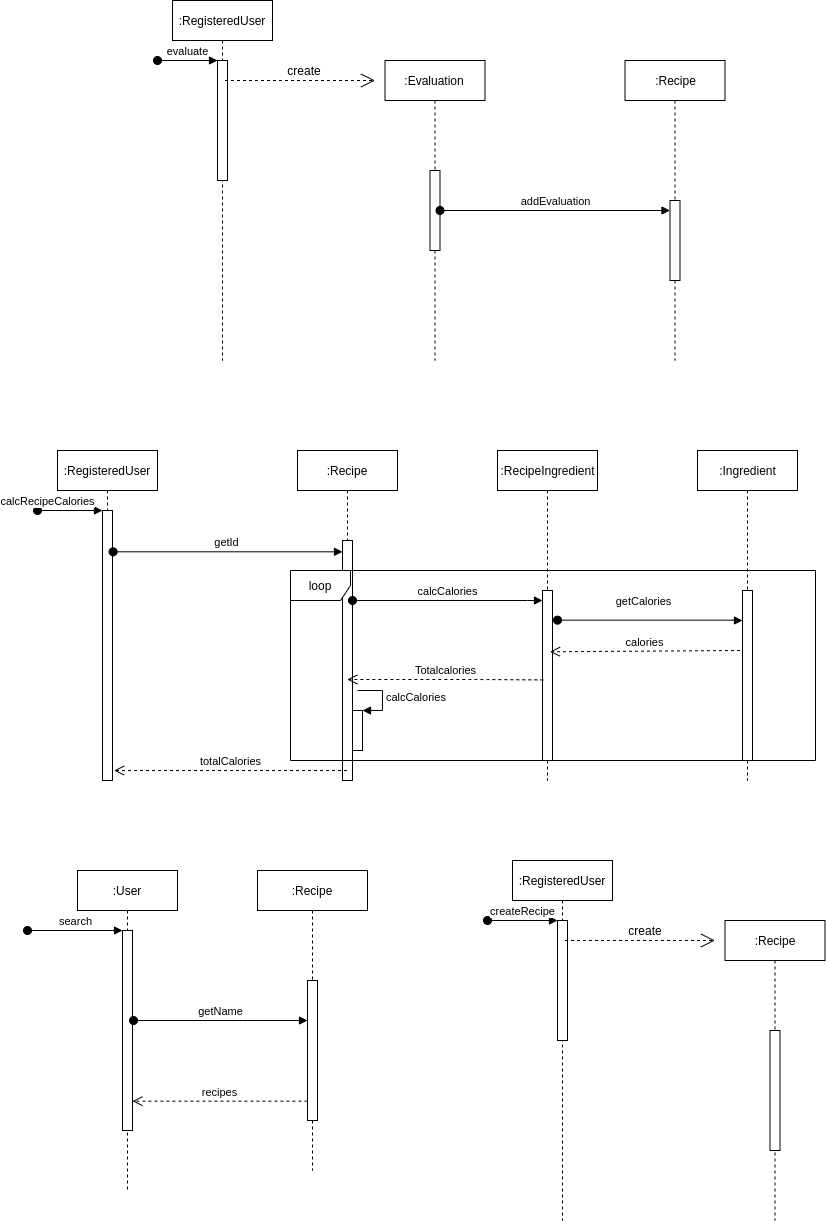 :RegisteredUser
evaluate
create
:Evaluation
:Recipe
addEvaluation
:RegisteredUser
:Recipe
:RecipeIngredient
:Ingredient
calcRecipeCalories
getId
loop
calcCalories
getCalories
calories
Totalcalories
calcCalories
totalCalories
:User
:Recipe
search
getName
recipes
:RegisteredUser
createRecipe
create
:Recipe